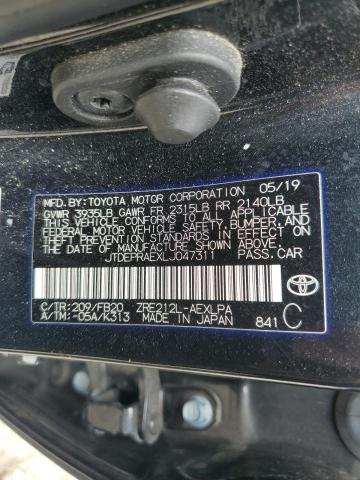 MFD.BY:TOYOTA MOTOR CORPORATION 05/19
GVWR 3935LB GAWR FR 2315LB RR 2140LB
THIS VEHICLE CONFORMS TO ALL APPLICABLE
FEDERAL MOTOR VEHICLE SAFETY, BUMPER, AND
THEFT PREVENTION STANDARDS IN EFFECT ON
THE DATE OF MANUFACTURE SHOWN ABOVE.
JTDEPRAEXLJ047311 PASS.CAR
C/TR:209/FB20 ZRE212L-AEXLPA
A/TM:-05A/K313 MADE IN JAPAN 841 C